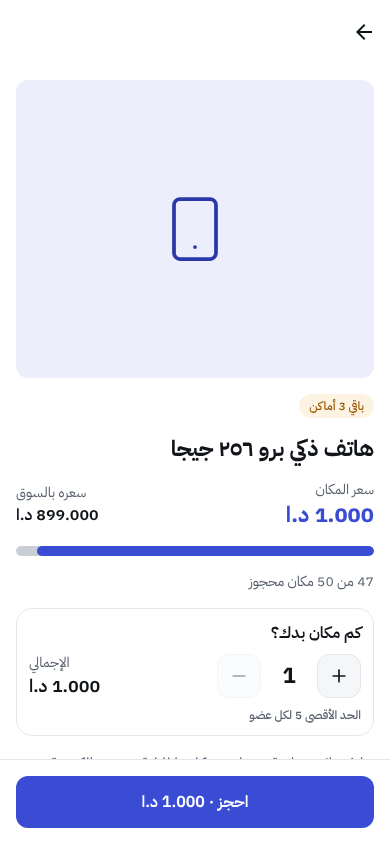 باقي 3 أماكن
هاتف ذكي برو ٢٥٦ جيجا
سعر المكان
1.000 د.ا
سعره بالسوق
899.000 د.ا
47 من 50 مكان محجوز
كم مكان بدك؟
+ 1 −
الإجمالي
1.000 د.ا
الحد الأقصى 5 لكل عضو
احجز · 1.000 د.ا